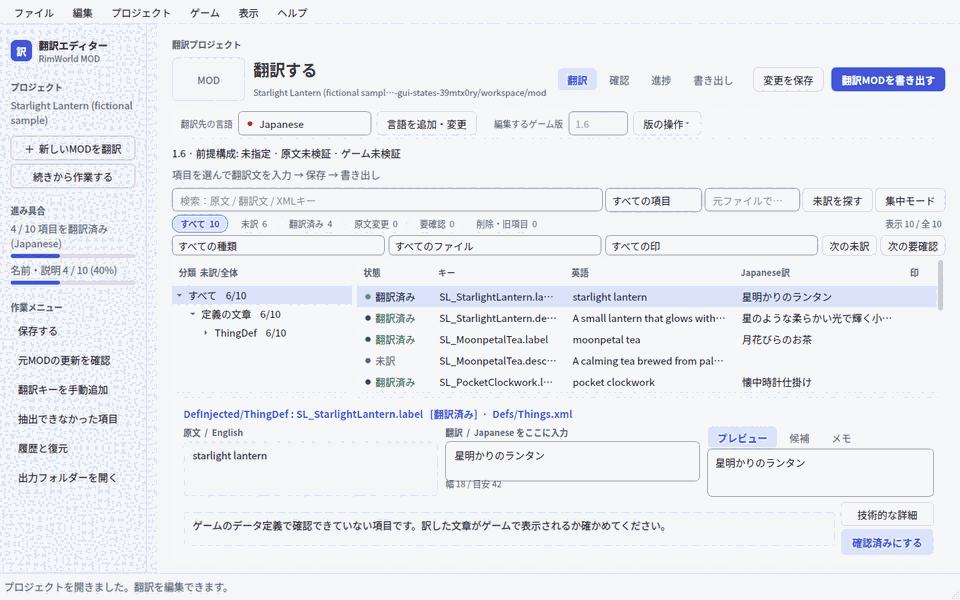 ファイル 編集 プロジェクト ゲーム 表示 ヘルプ
訳 翻訳エディター
RimWorld MOD
プロジェクト
Starlight Lantern (fictional sample)
＋ 新しいMODを翻訳
続きから作業する
進み具合
4 / 10 項目を翻訳済み (Japanese)
名前・説明 4 / 10 (40%)
作業メニュー
保存する
元MODの更新を確認
翻訳キーを手動追加
抽出できなかった項目
履歴と復元
出力フォルダーを開く
翻訳プロジェクト
MOD
翻訳する
Starlight Lantern (fictional sampl⋯-gui-states-39mtx0ry/workspace/mod
翻訳 確認 進捗 書き出し 変更を保存 翻訳MODを書き出す
翻訳先の言語 Japanese 言語を追加・変更 編集するゲーム版 1.6 版の操作
1.6 · 前提構成: 未指定 · 原文未検証 · ゲーム未検証
項目を選んで翻訳文を入力 → 保存 → 書き出し
検索：原文 / 翻訳文 / XMLキー すべての項目 元ファイルで⋯ 未訳を探す 集中モード
すべて 10 未訳 6 翻訳済み 4 原文変更 0 要確認 0 削除・旧項目 0 表示 10 / 全 10
すべての種類 すべてのファイル すべての印 次の未訳 次の要確認
分類 未訳/全体 状態 キー 英語 Japanese訳 印
すべて 6/10
定義の文章 6/10
ThingDef 6/10
翻訳済み SL_StarlightLantern.la⋯ starlight lantern 星明かりのランタン
翻訳済み SL_StarlightLantern.de⋯ A small lantern that glows with⋯ 星のような柔らかい光で輝く小⋯
翻訳済み SL_MoonpetalTea.label moonpetal tea 月花びらのお茶
未訳 SL_MoonpetalTea.desc⋯ A calming tea brewed from pal⋯
翻訳済み SL_PocketClockwork.l⋯ pocket clockwork 懐中時計仕掛け
DefInjected/ThingDef : SL_StarlightLantern.label [翻訳済み] · Defs/Things.xml
原文 / English
starlight lantern
翻訳 / Japanese をここに入力
星明かりのランタン
幅 18 / 目安 42
プレビュー 候補 メモ
星明かりのランタン
ゲームのデータ定義で確認できていない項目です。訳した文章がゲームで表示されるか確かめてください。
技術的な詳細
確認済みにする
プロジェクトを開きました。翻訳を編集できます。